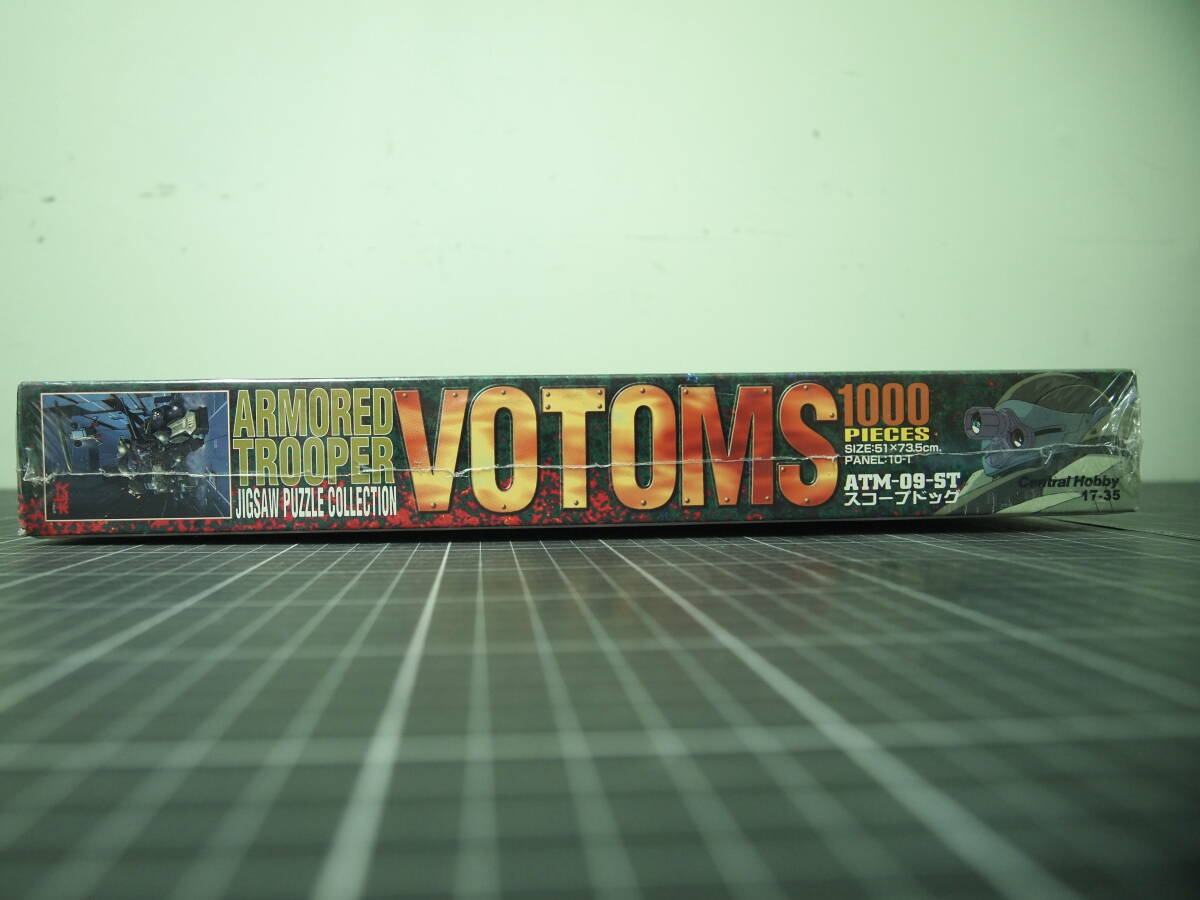 ARMORED
TROOPER
JIGSAW PUZZLE COLLECTION
VOTOMS
1000
PIECES
SIZE:51×73.5cm.
PANEL:10-T
ATM-09-ST
スコープドッグ
Central Hobby
17-35